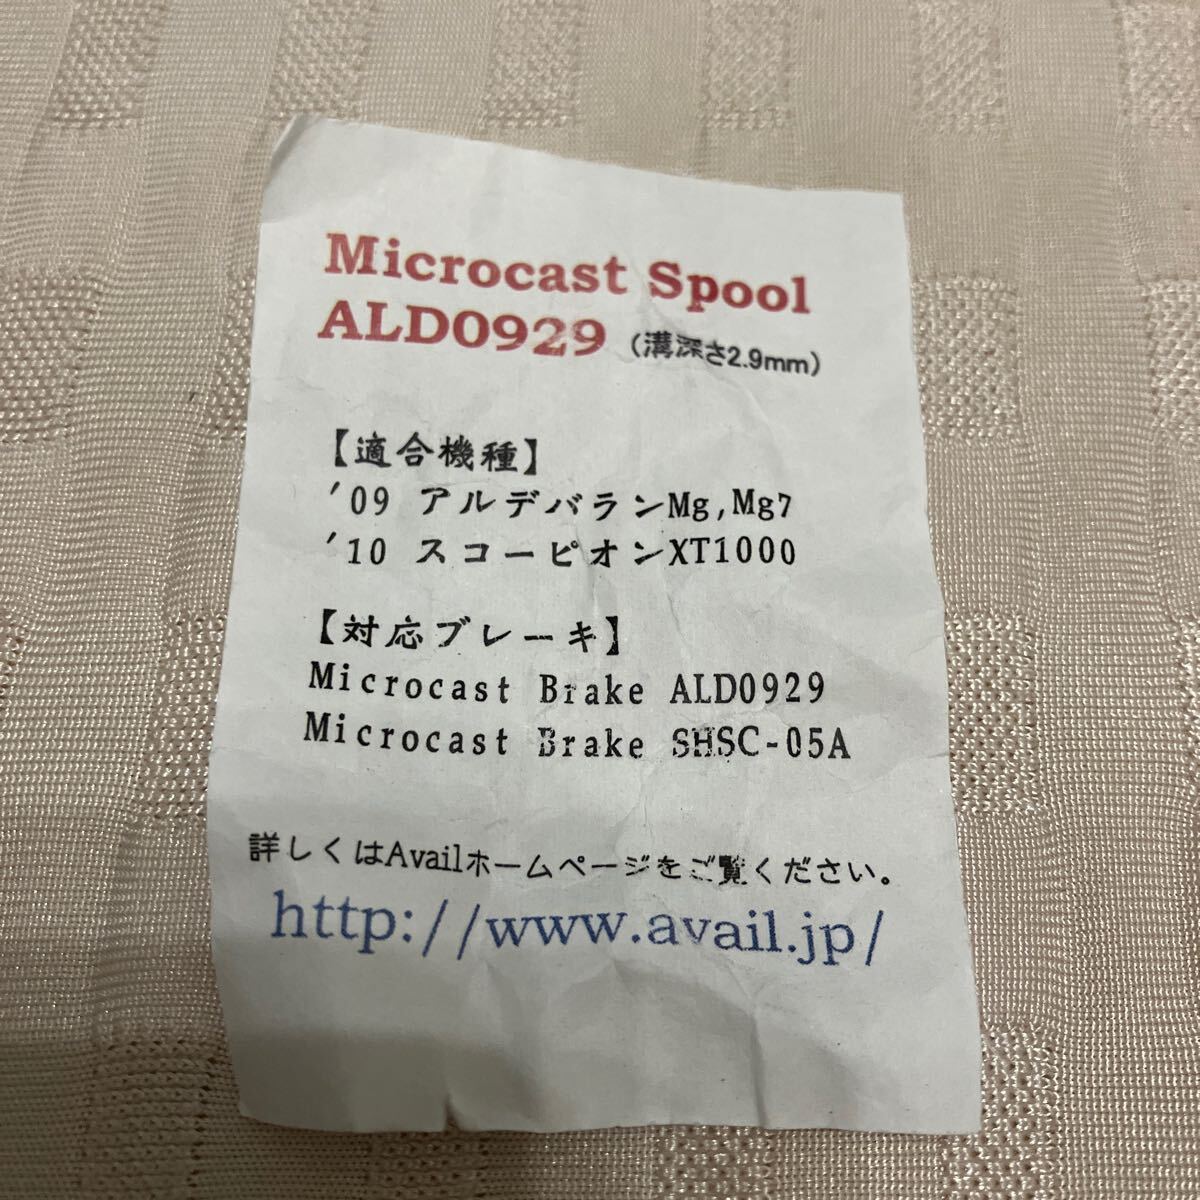 Microcast Spool
ALD0929 (溝深さ2.9mm)
【適合機種】
'09 アルデバランMg,Mg7
'10 スコーピオンXT1000
【対応ブレーキ】
Microcast Brake ALD0929
Microcast Brake SHSC-05A
詳しくはAvailホームページをご覧ください。
http://www.avail.jp/